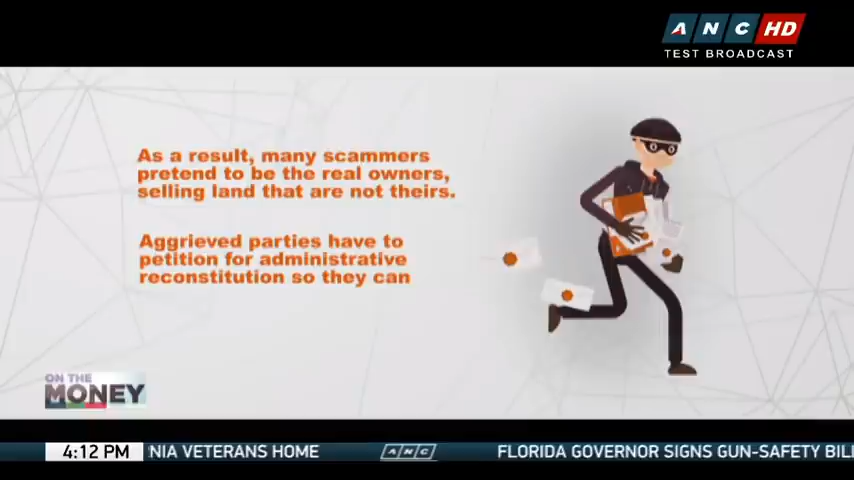 ANC HD
TEST BROADCAST
As a result, many scammers
pretend to be the real owners,
selling land that are not theirs.
Aggrieved parties have to
petition for administrative
reconstitution so they can
ON THE
MONEY
4:12 PM NIA VETERANS HOME ANC FLORIDA GOVERNOR SIGNS GUN-SAFETY BIL